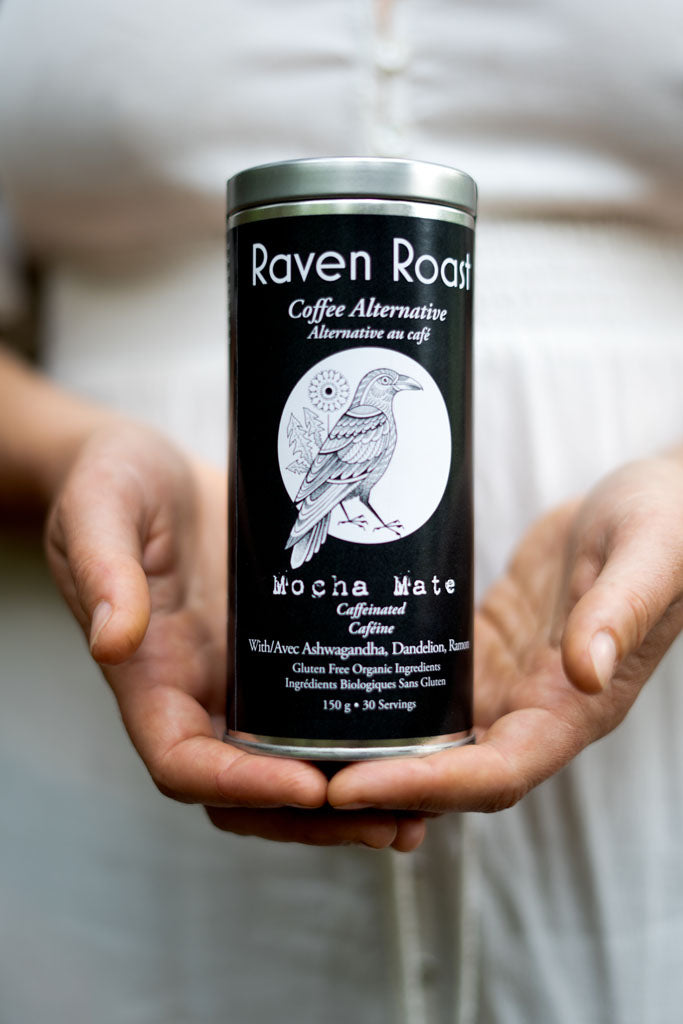 Raven Roast
Coffee Alternative
Alternative au café
Mocha Mate
Caffeinated
Caféine
With/Avec Ashwagandha, Dandelion, Ramon
Gluten Free Organic Ingredients
Ingrédients Biologiques Sans Gluten
150 g • 30 Servings